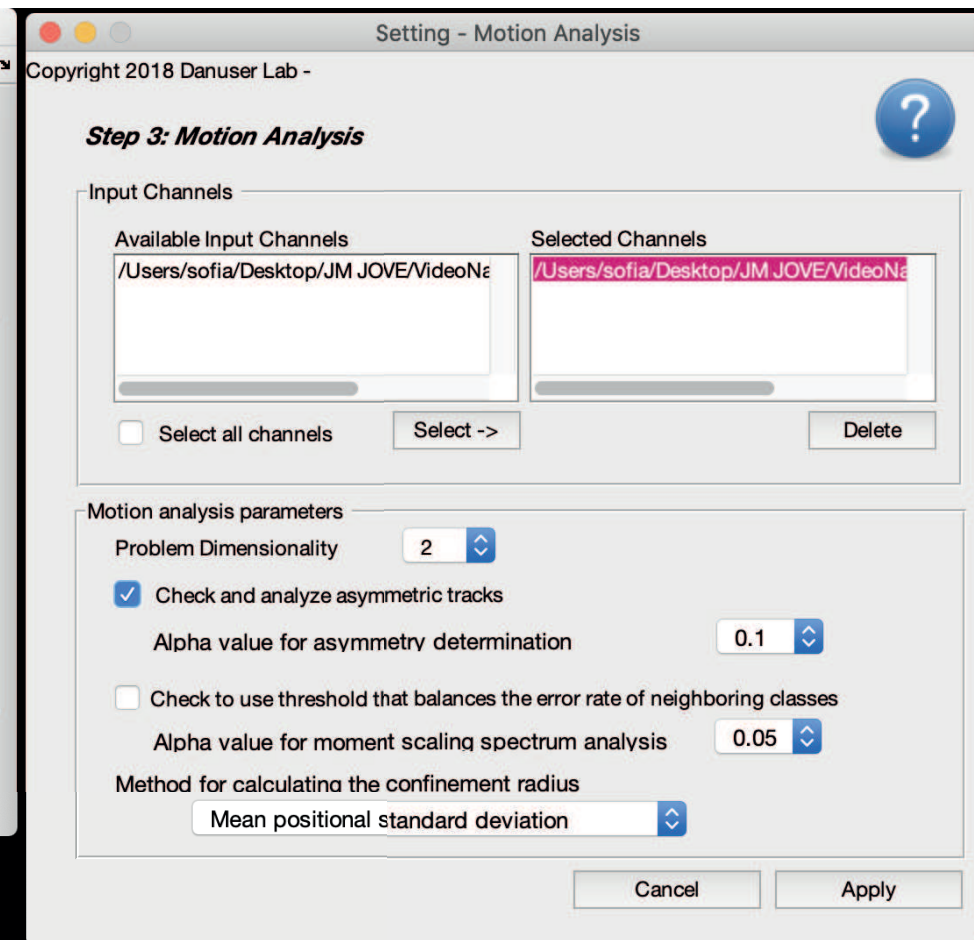 Setting - Motion Analysis
Copyright 2018 Danuser Lab -
?
Step 3: Motion Analysis
Input Channels
Available Input Channels
Selected Channels
/Users/sofia/Desktop/JM JOVE/VideoNa
/Users/sofia/Desktop/JM JOVE/VideoNa
Select all channels
Select ->
Delete
Motion analysis parameters
Problem Dimensionality
2
Check and analyze asymmetric tracks
Alpha value for asymmetry determination
0.1
Check to use threshold that balances the error rate of neighboring classes
Alpha value for moment scaling spectrum analysis
0.05
Method for calculating the confinement radius
Mean positional standard deviation
Cancel
Apply